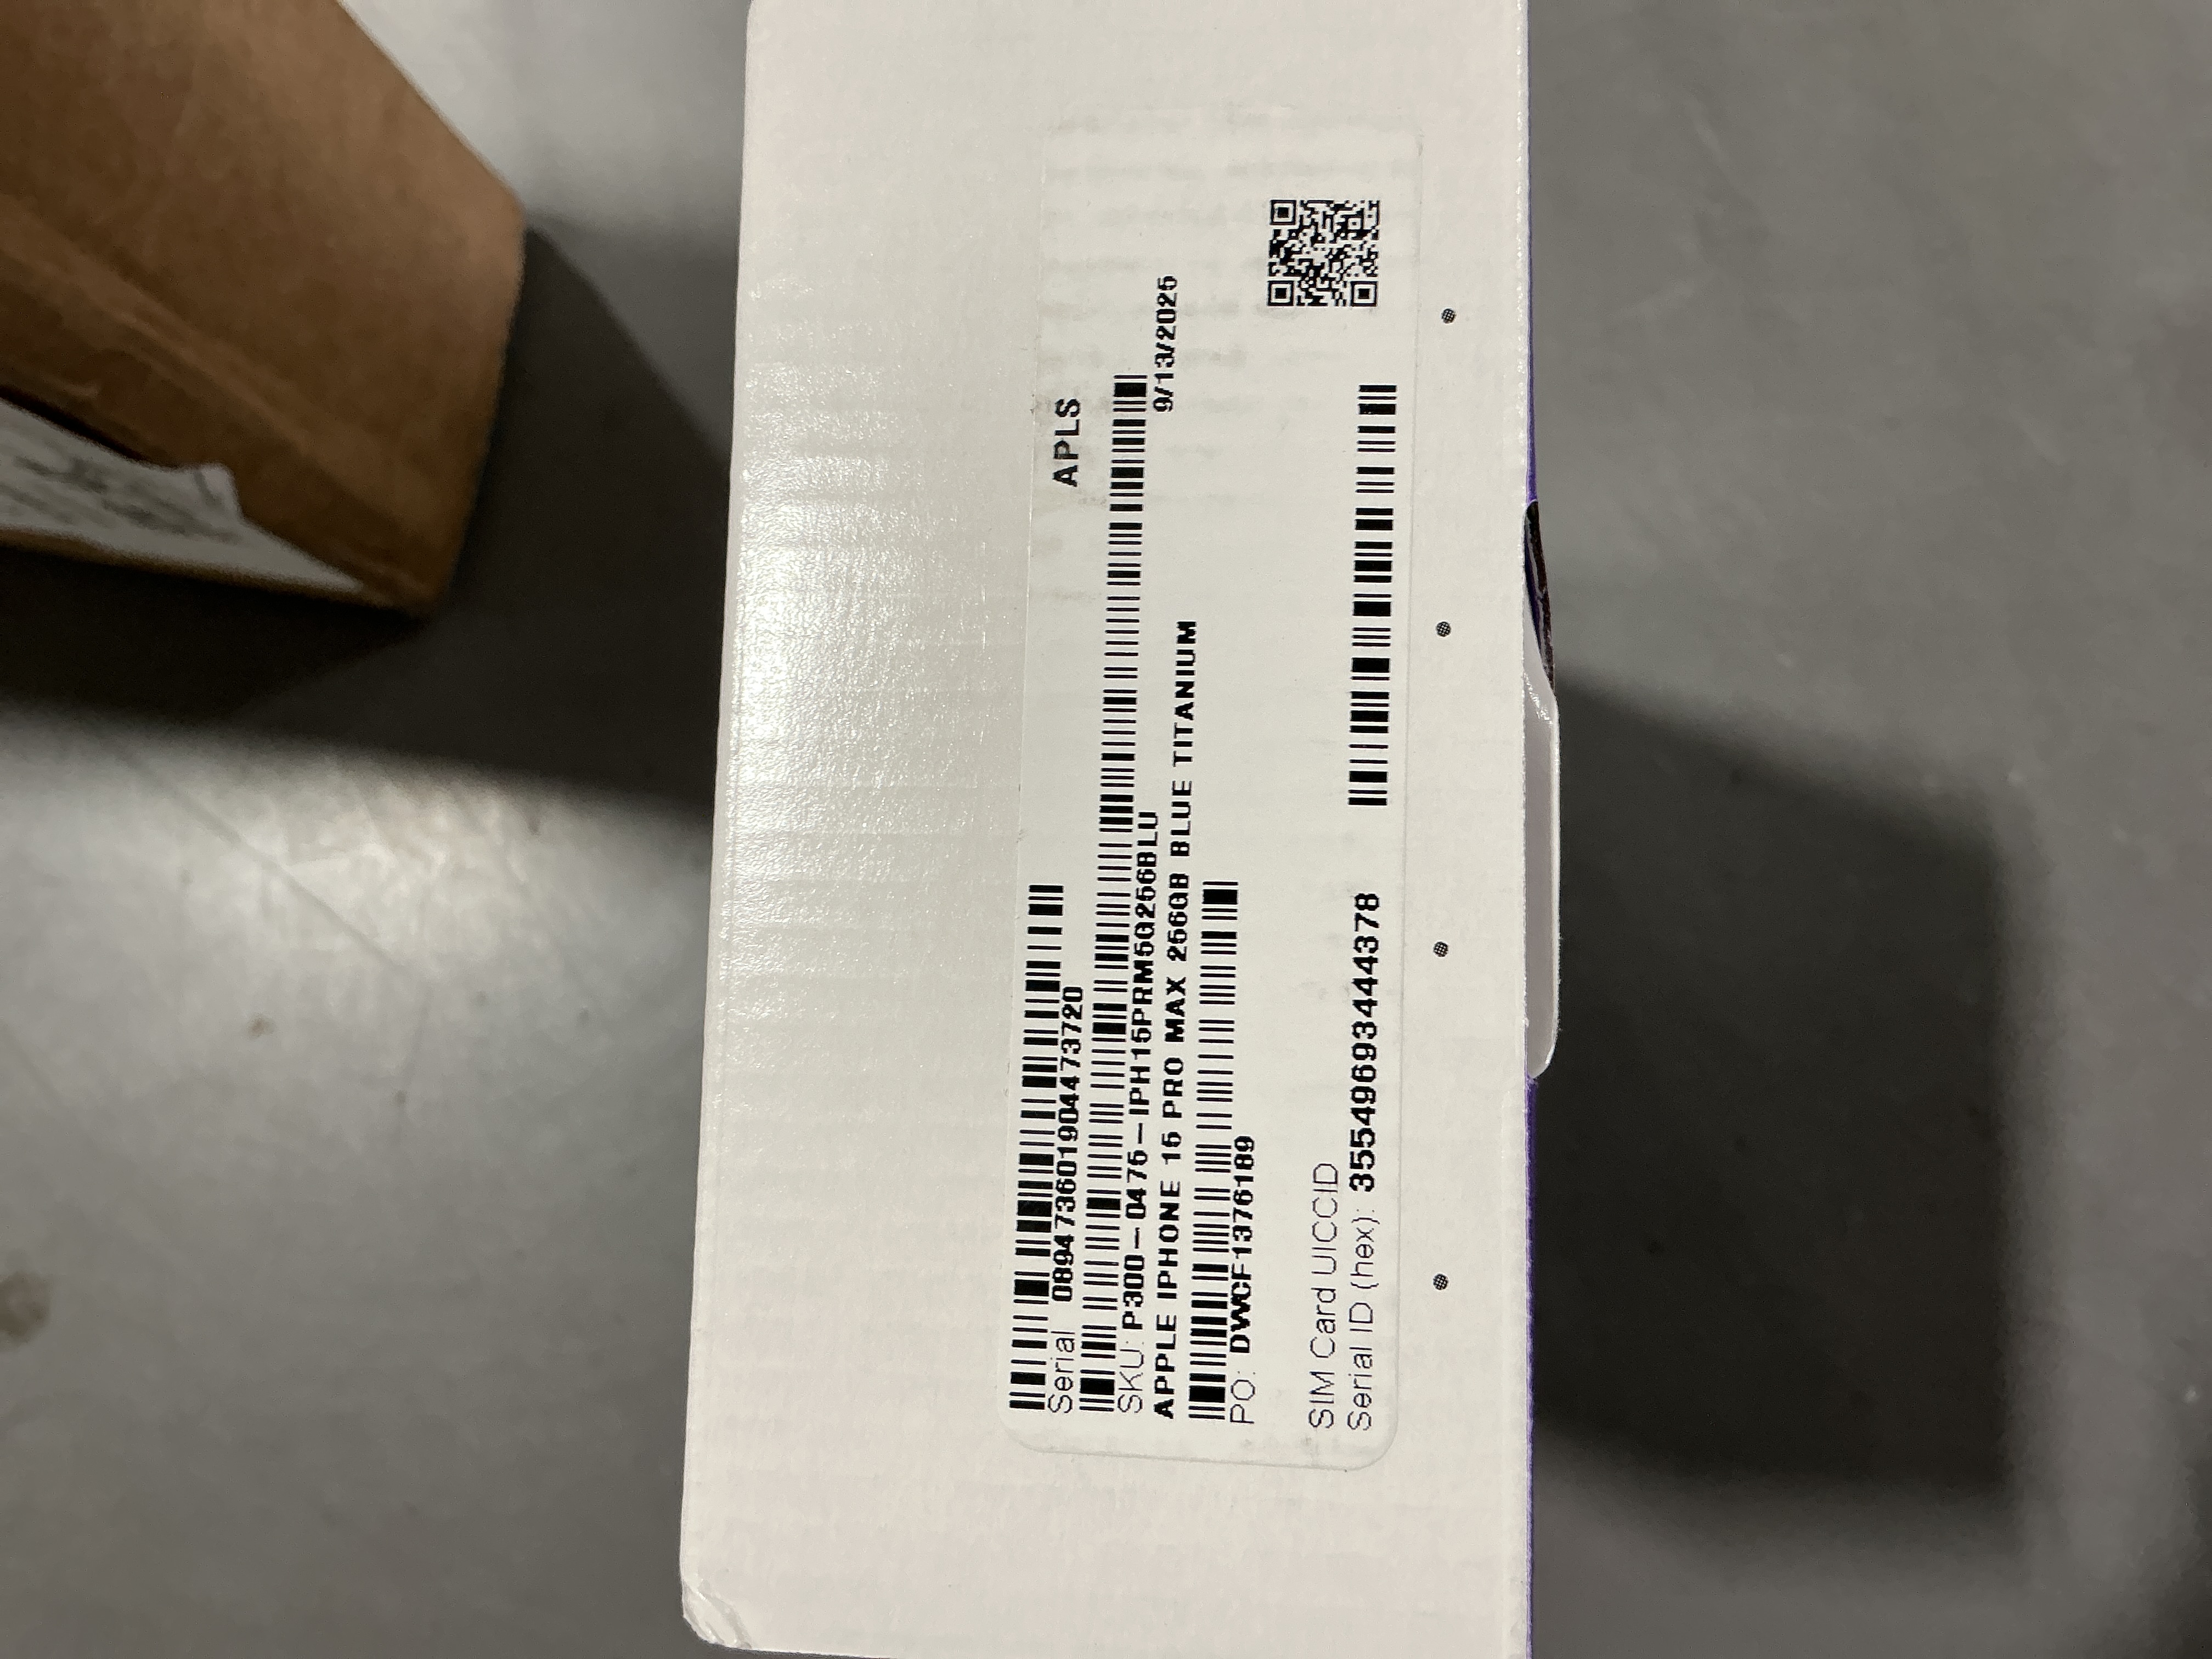 APLS
Serial 089473601904473720
SKU: P300-0475-IPH15PRM5G256BLU
9/13/2025
APPLE IPHONE 15 PRO MAX 256GB BLUE TITANIUM
PO: DWCF1376189
SIM Card UICCID
Serial ID (hex): 355496934444378